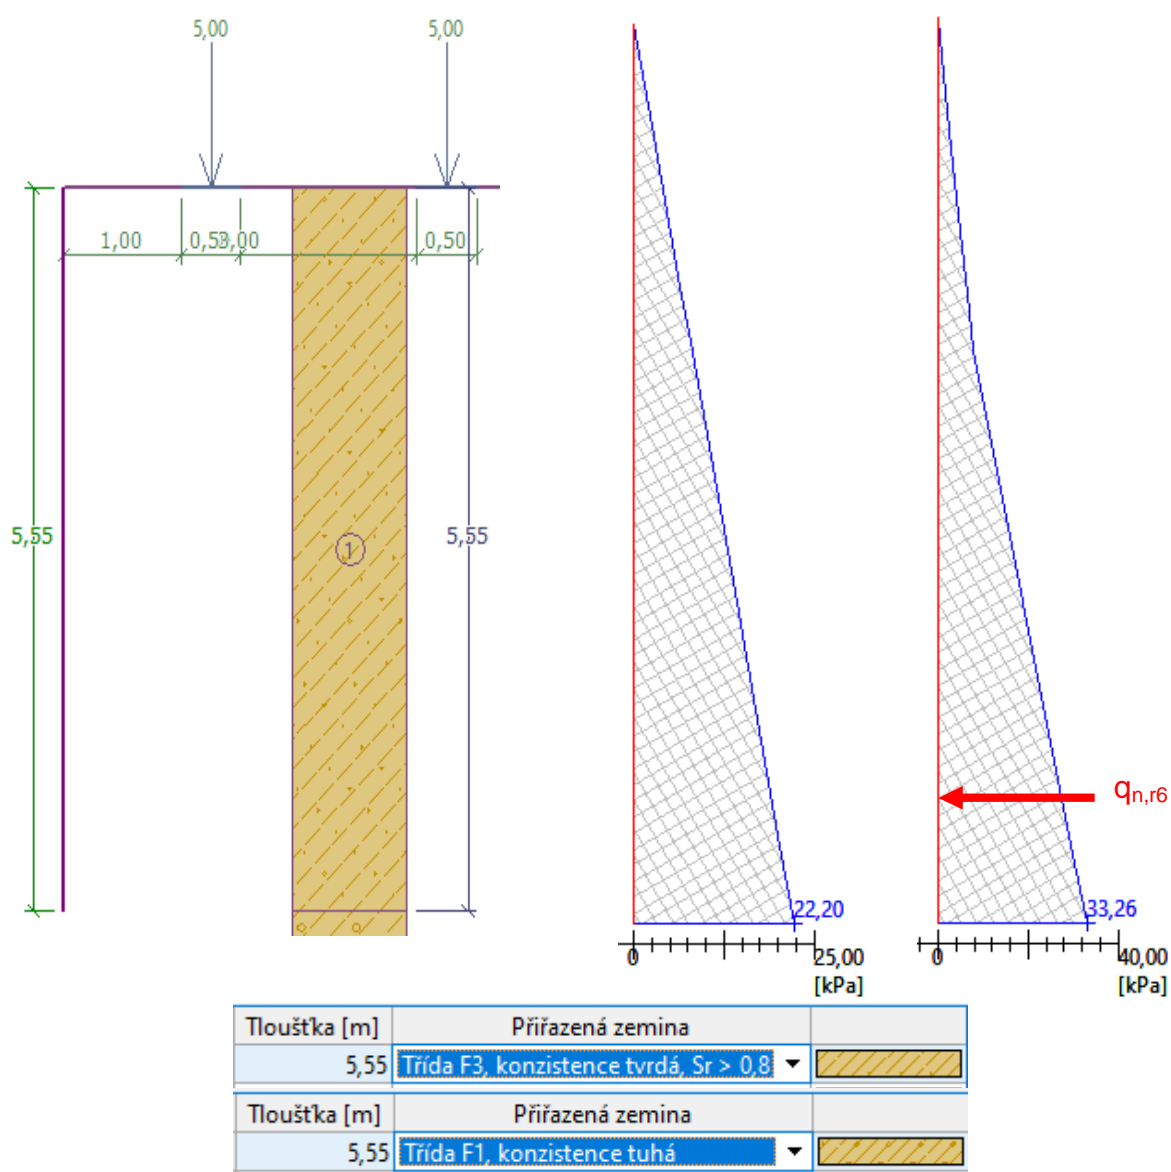 5,00 5,00
1,00 0,50 3,00 0,50
5,55 1 5,55
22,20 33,26
0 25,00 0 40,00
[kPa] [kPa]
q n,r6
Tloušťka [m] Přiřazená zemina
5,55 Třída F3, konzistence tvrdá, Sr > 0,8
Tloušťka [m] Přiřazená zemina
5,55 Třída F1, konzistence tuhá